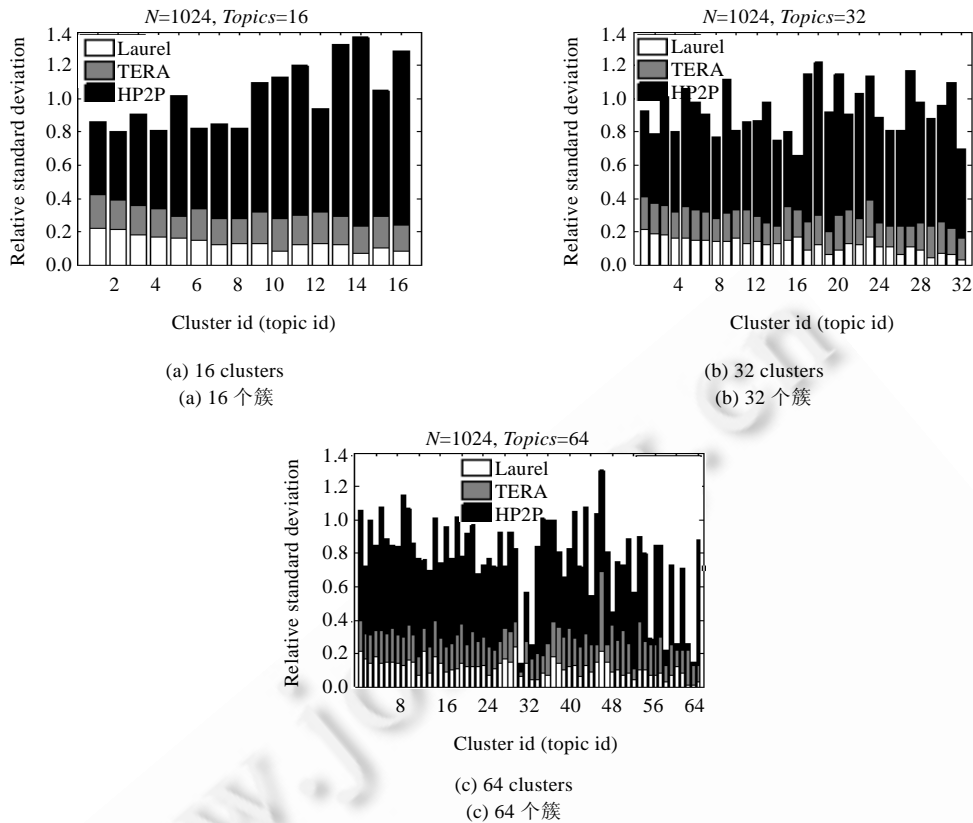 N=1024, Topics=16
Relative standard deviation
1.4
1.2
1.0
0.8
0.6
0.4
0.2
0.0
Laurel
TERA
HP2P
2 4 6 8 10 12 14 16
Cluster id (topic id)
(a) 16 clusters
(a) 16 个簇
N=1024, Topics=32
Relative standard deviation
1.4
1.2
1.0
0.8
0.6
0.4
0.2
0.0
Laurel
TERA
HP2P
4 8 12 16 20 24 28 32
Cluster id (topic id)
(b) 32 clusters
(b) 32 个簇
N=1024, Topics=64
Relative standard deviation
1.4
1.2
1.0
0.8
0.6
0.4
0.2
0.0
Laurel
TERA
HP2P
8 16 24 32 40 48 56 64
Cluster id (topic id)
(c) 64 clusters
(c) 64 个簇